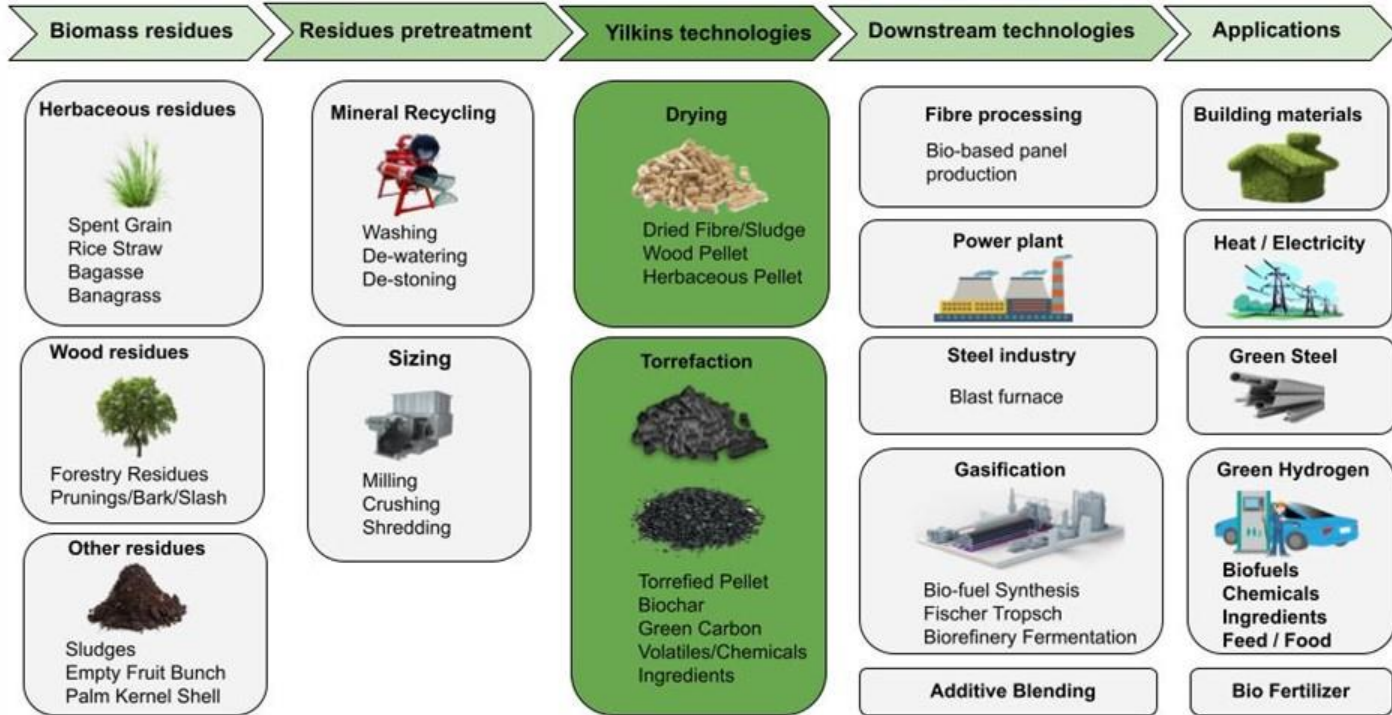 Biomass residues
Residues pretreatment
Yilkins technologies
Downstream technologies
Applications
Herbaceous residues
Spent Grain
Rice Straw
Bagasse
Banagrass
Wood residues
Forestry Residues
Prunings/Bark/Slash
Other residues
Sludges
Empty Fruit Bunch
Palm Kernel Shell
Mineral Recycling
Washing
De-watering
De-stoning
Sizing
Milling
Crushing
Shredding
Drying
Dried Fibre/Sludge
Wood Pellet
Herbaceous Pellet
Torrefaction
Torrefied Pellet
Biochar
Green Carbon
Volatiles/Chemicals
Ingredients
Fibre processing
Bio-based panel
production
Power plant
Steel industry
Blast furnace
Gasification
Bio-fuel Synthesis
Fischer Tropsch
Biorefinery Fermentation
Additive Blending
Building materials
Heat / Electricity
Green Steel
Green Hydrogen
Biofuels
Chemicals
Ingredients
Feed / Food
Bio Fertilizer